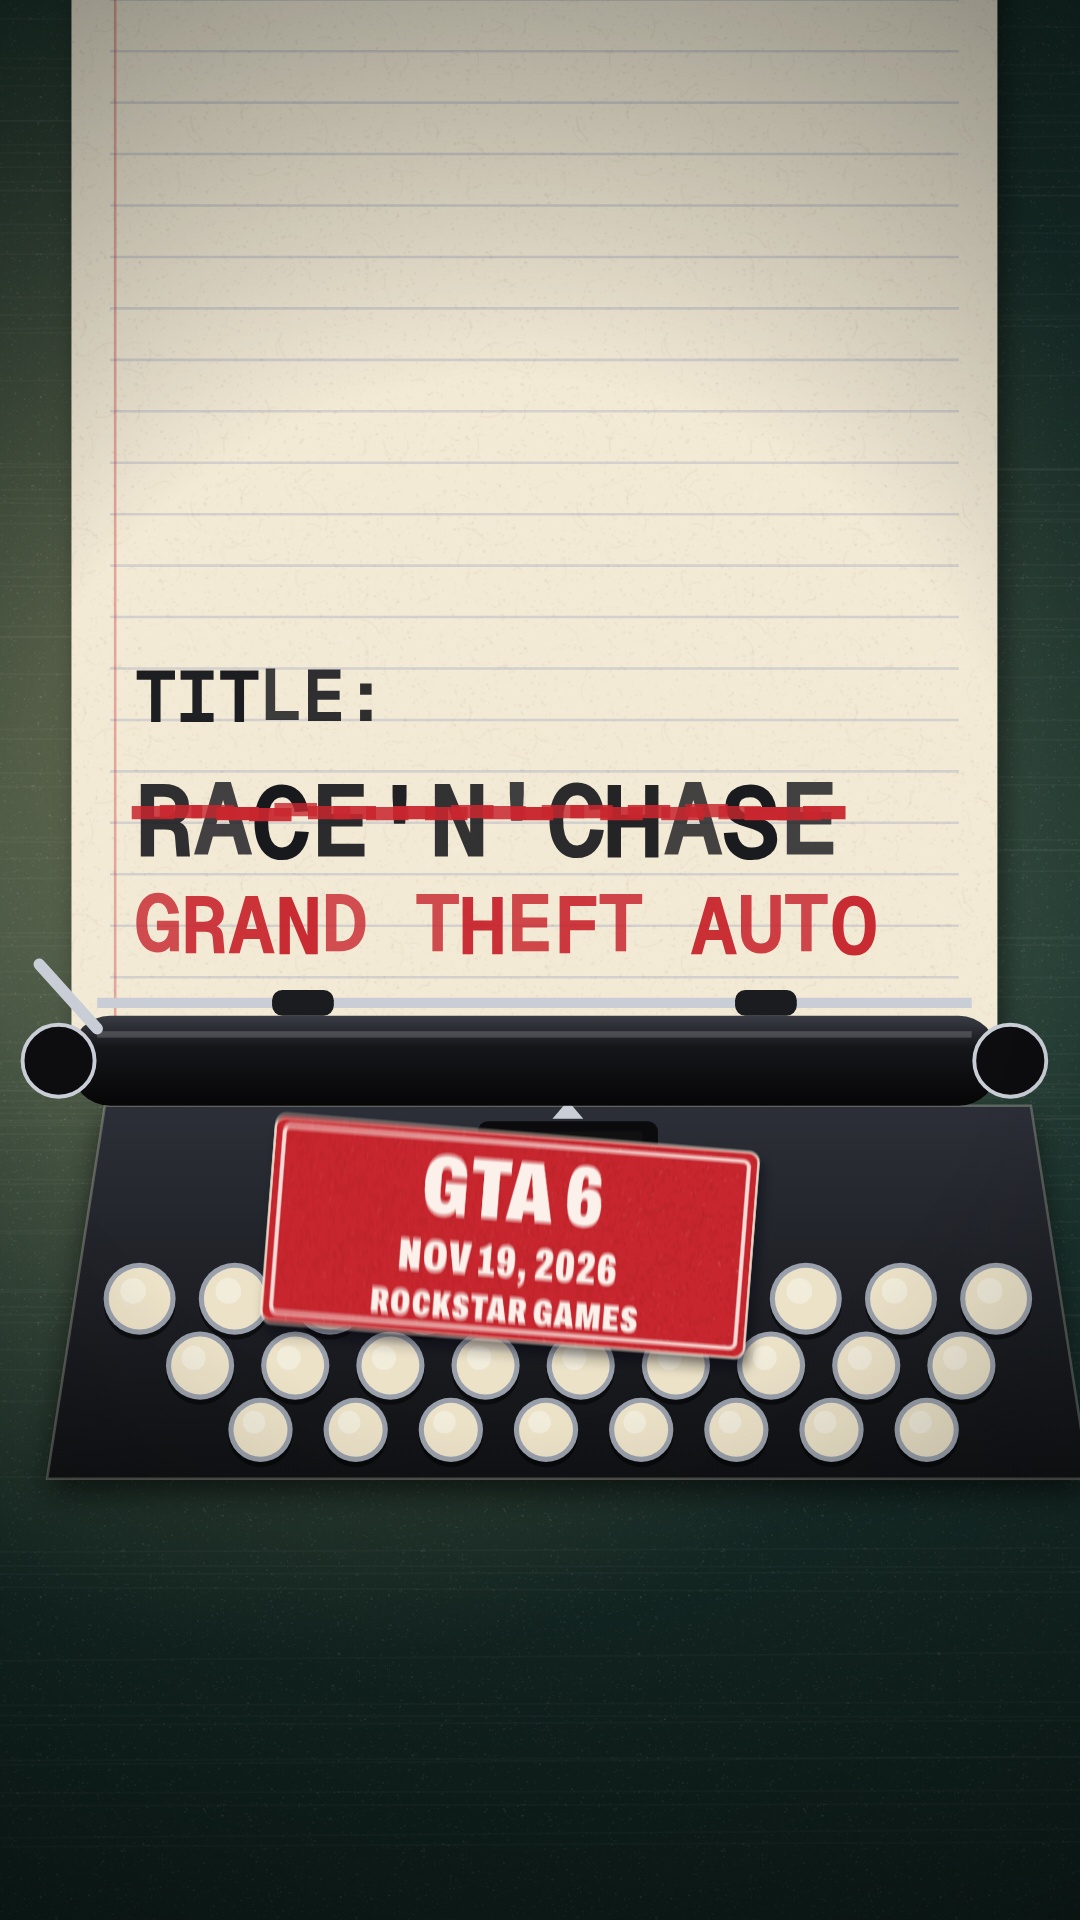 TITLE:
RACE'N'CHASE
GRAND THEFT AUTO
GTA 6
NOV 19, 2026
ROCKSTAR GAMES